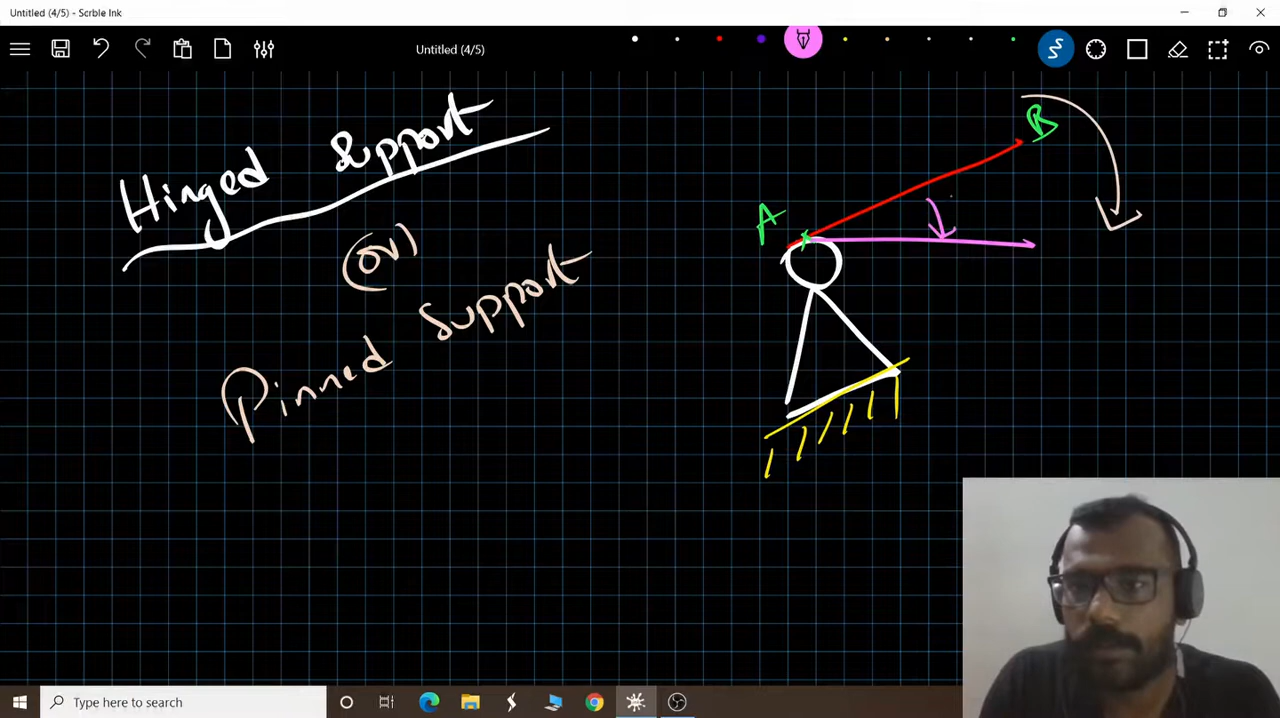 Untitled (4/5) - Scrble Ink
Untitled (4/5)
Hinged Support
(or)
Pinned Support
A
B
Type here to search